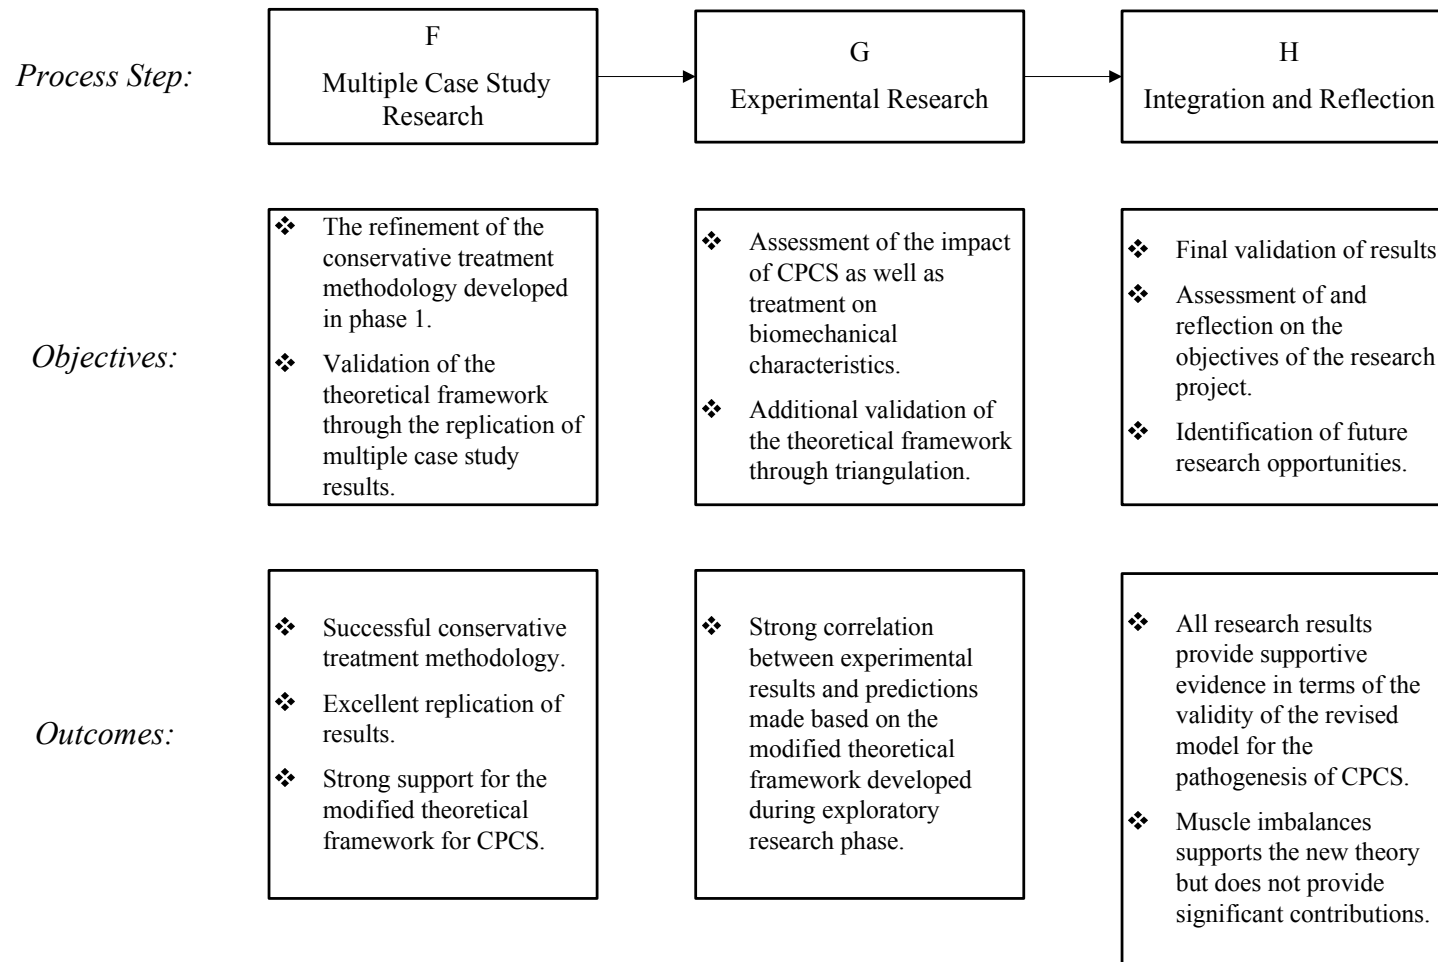 Process Step:
F
Multiple Case Study
Research
G
Experimental Research
H
Integration and Reflection
Objectives:
❖ The refinement of the
conservative treatment
methodology developed
in phase 1.
❖ Validation of the
theoretical framework
through the replication of
multiple case study
results.
❖ Assessment of the impact
of CPCS as well as
treatment on
biomechanical
characteristics.
❖ Additional validation of
the theoretical framework
through triangulation.
❖ Final validation of results
❖ Assessment of and
reflection on the
objectives of the research
project.
❖ Identification of future
research opportunities.
Outcomes:
❖ Successful conservative
treatment methodology.
❖ Excellent replication of
results.
❖ Strong support for the
modified theoretical
framework for CPCS.
❖ Strong correlation
between experimental
results and predictions
made based on the
modified theoretical
framework developed
during exploratory
research phase.
❖ All research results
provide supportive
evidence in terms of the
validity of the revised
model for the
pathogenesis of CPCS.
❖ Muscle imbalances
supports the new theory
but does not provide
significant contributions.